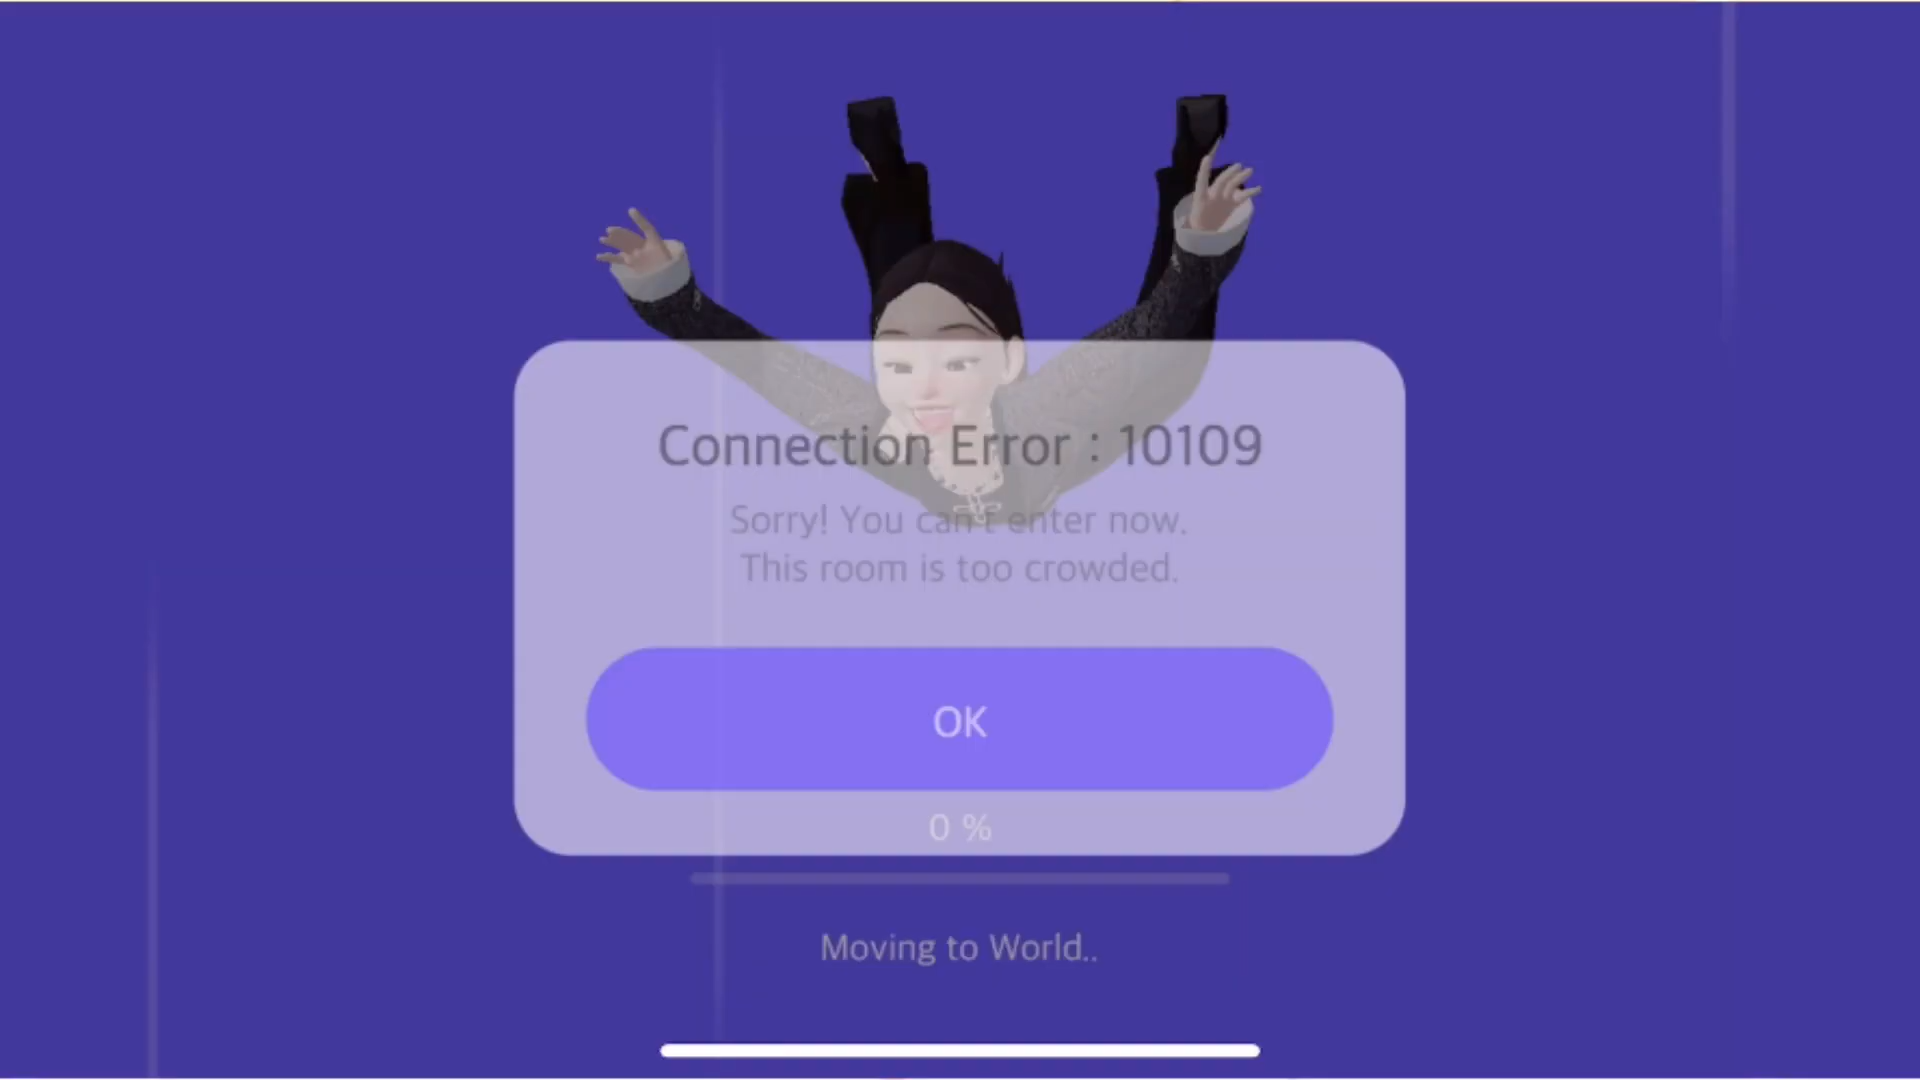 Connection Error : 10109
Sorry! You can't enter now.
This room is too crowded.
OK
0 %
Moving to World..